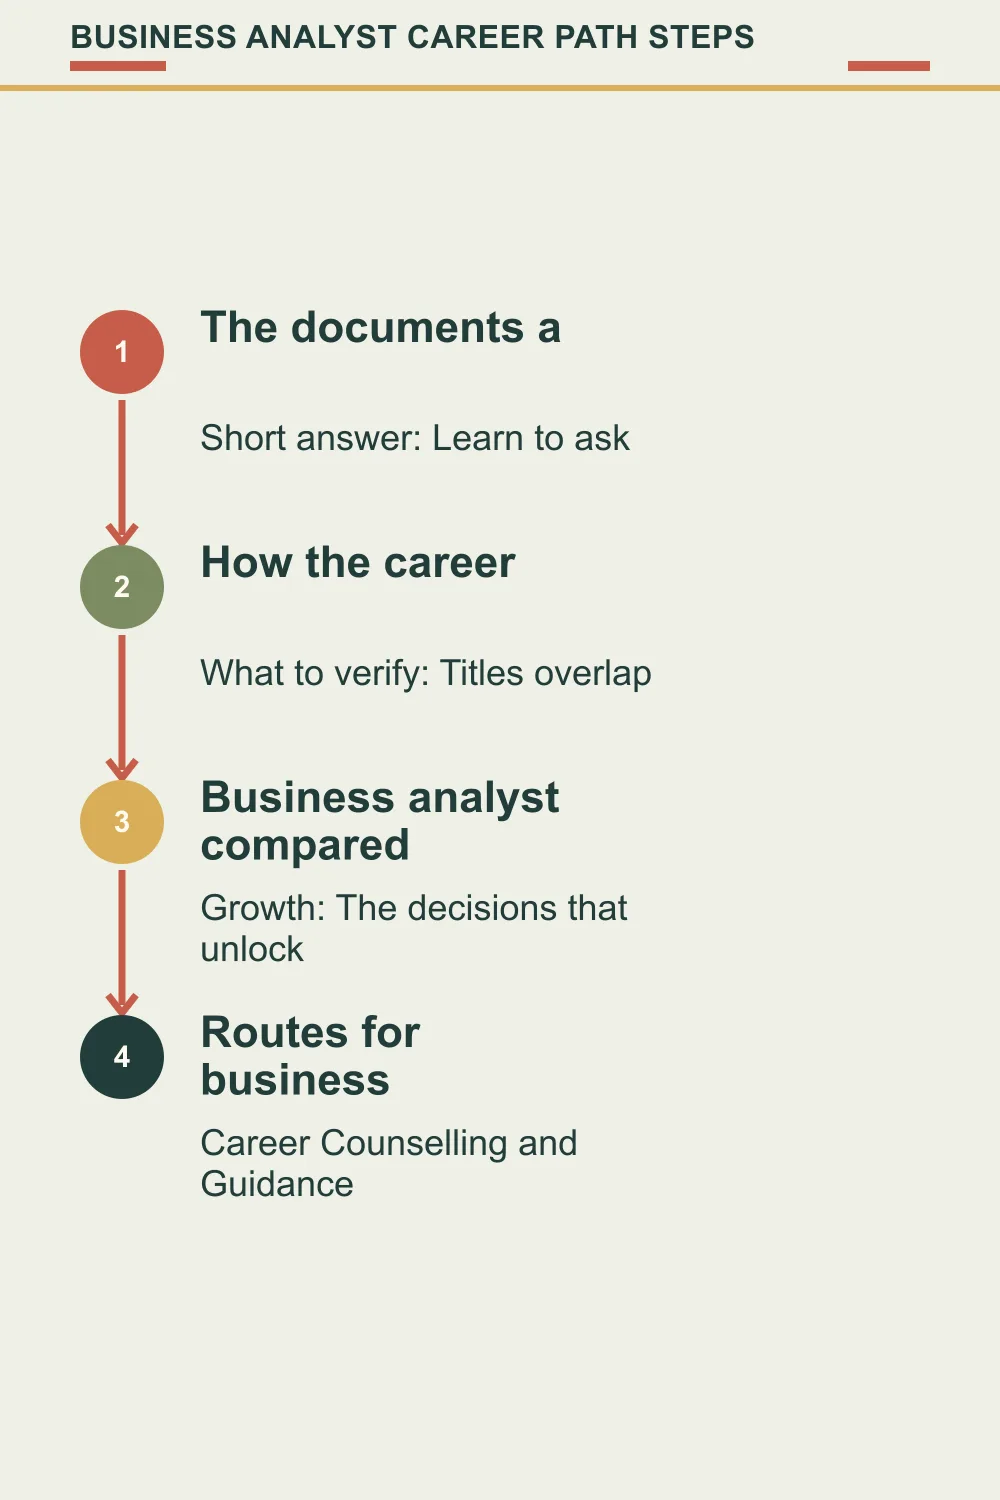 BUSINESS ANALYST CAREER PATH STEPS
1
The documents a
Short answer: Learn to ask
2
How the career
What to verify: Titles overlap
3
Business analyst
compared
Growth: The decisions that
unlock
4
Routes for
business
Career Counselling and
Guidance